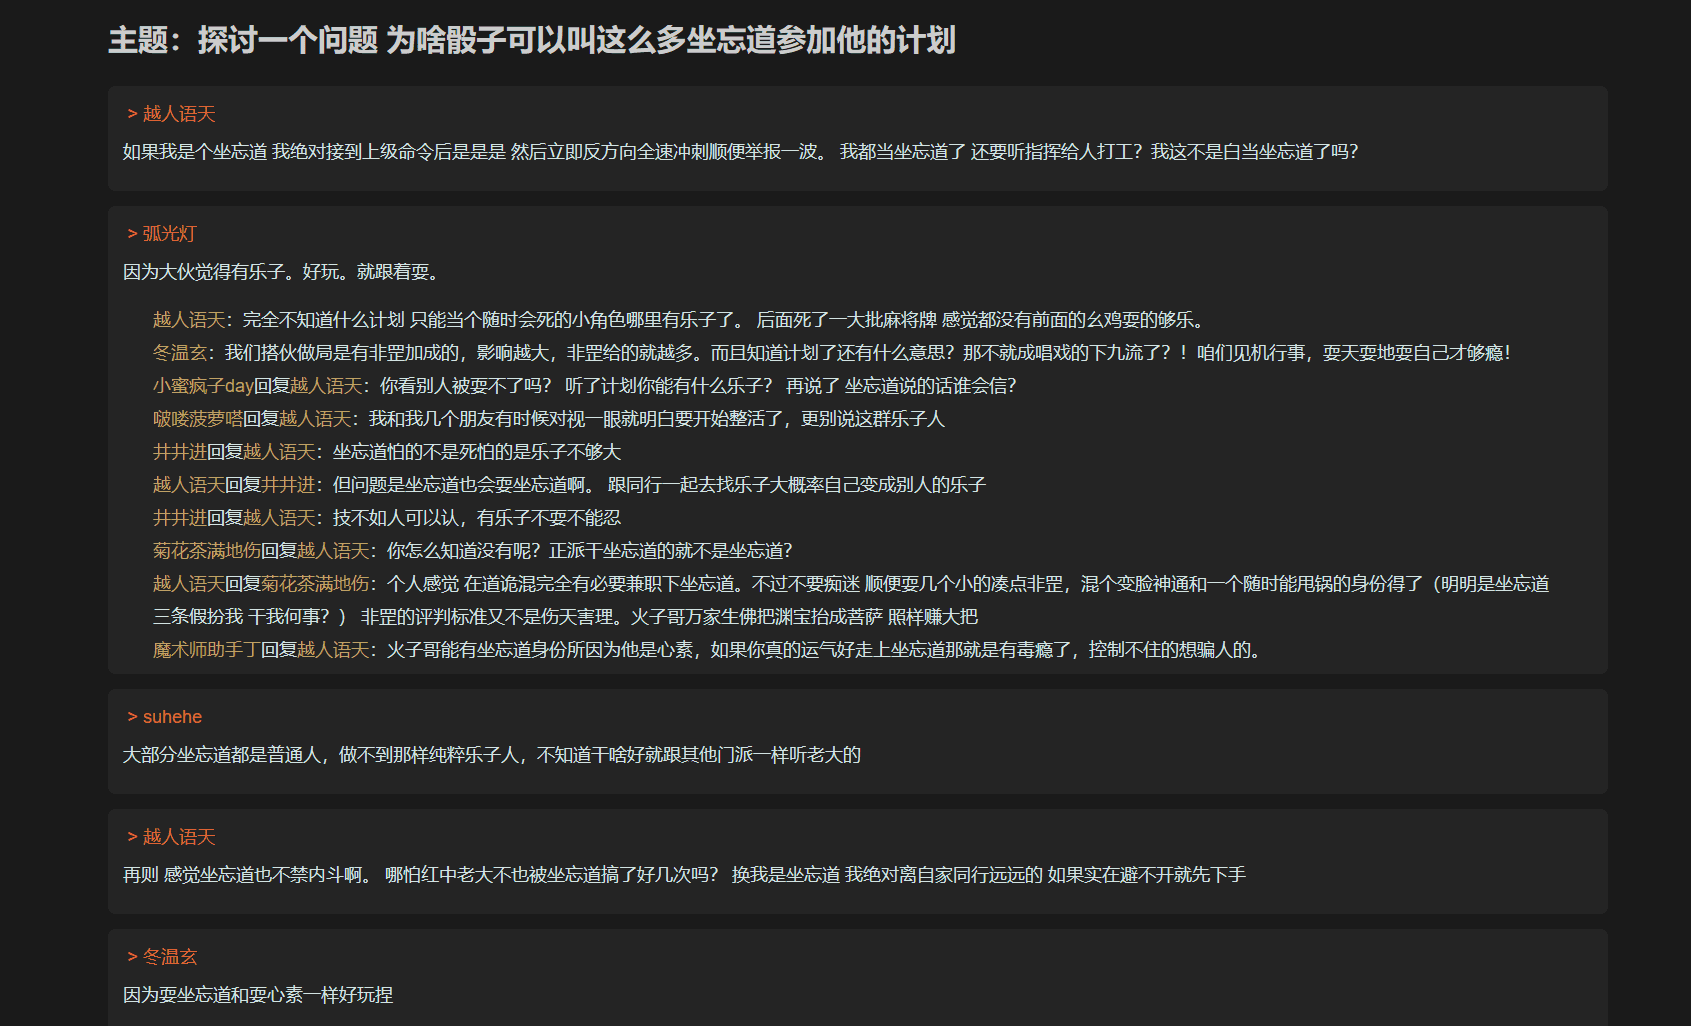 主题：探讨一个问题 为啥骰子可以叫这么多坐忘道参加他的计划
> 越人语天
如果我是个坐忘道 我绝对接到上级命令后是是是 然后立即反方向全速冲刺顺便举报一波。 我都当坐忘道了 还要听指挥给人打工？我这不是白当坐忘道了吗？
> 弧光灯
因为大伙觉得有乐子。好玩。就跟着耍。
越人语天：完全不知道什么计划 只能当个随时会死的小角色哪里有乐子了。 后面死了一大批麻将牌 感觉都没有前面的幺鸡耍的够乐。
冬温玄：我们搭伙做局是有非罡加成的，影响越大，非罡给的就越多。而且知道计划了还有什么意思？那不就成唱戏的下九流了？！咱们见机行事，耍天耍地耍自己才够瘾！
小蜜疯子day回复越人语天：你看别人被耍不了吗？ 听了计划你能有什么乐子？ 再说了 坐忘道说的话谁会信？
啵喽菠萝嗒回复越人语天：我和我几个朋友有时候对视一眼就明白要开始整活了，更别说这群乐子人
井井进回复越人语天：坐忘道怕的不是死怕的是乐子不够大
越人语天回复井井进：但问题是坐忘道也会耍坐忘道啊。 跟同行一起去找乐子大概率自己变成别人的乐子
井井进回复越人语天：技不如人可以认，有乐子不耍不能忍
菊花茶满地伤回复越人语天：你怎么知道没有呢？正派干坐忘道的就不是坐忘道？
越人语天回复菊花茶满地伤：个人感觉 在道诡混完全有必要兼职下坐忘道。不过不要痴迷 顺便耍几个小的凑点非罡，混个变脸神通和一个随时能甩锅的身份得了（明明是坐忘道
三条假扮我 干我何事？） 非罡的评判标准又不是伤天害理。火子哥万家生佛把渊宝抬成菩萨 照样赚大把
魔术师助手丁回复越人语天：火子哥能有坐忘道身份所因为他是心素，如果你真的运气好走上坐忘道那就是有毒瘾了，控制不住的想骗人的。
> suhehe
大部分坐忘道都是普通人，做不到那样纯粹乐子人，不知道干啥好就跟其他门派一样听老大的
> 越人语天
再则 感觉坐忘道也不禁内斗啊。 哪怕红中老大不也被坐忘道搞了好几次吗？ 换我是坐忘道 我绝对离自家同行远远的 如果实在避不开就先下手
> 冬温玄
因为耍坐忘道和耍心素一样好玩捏